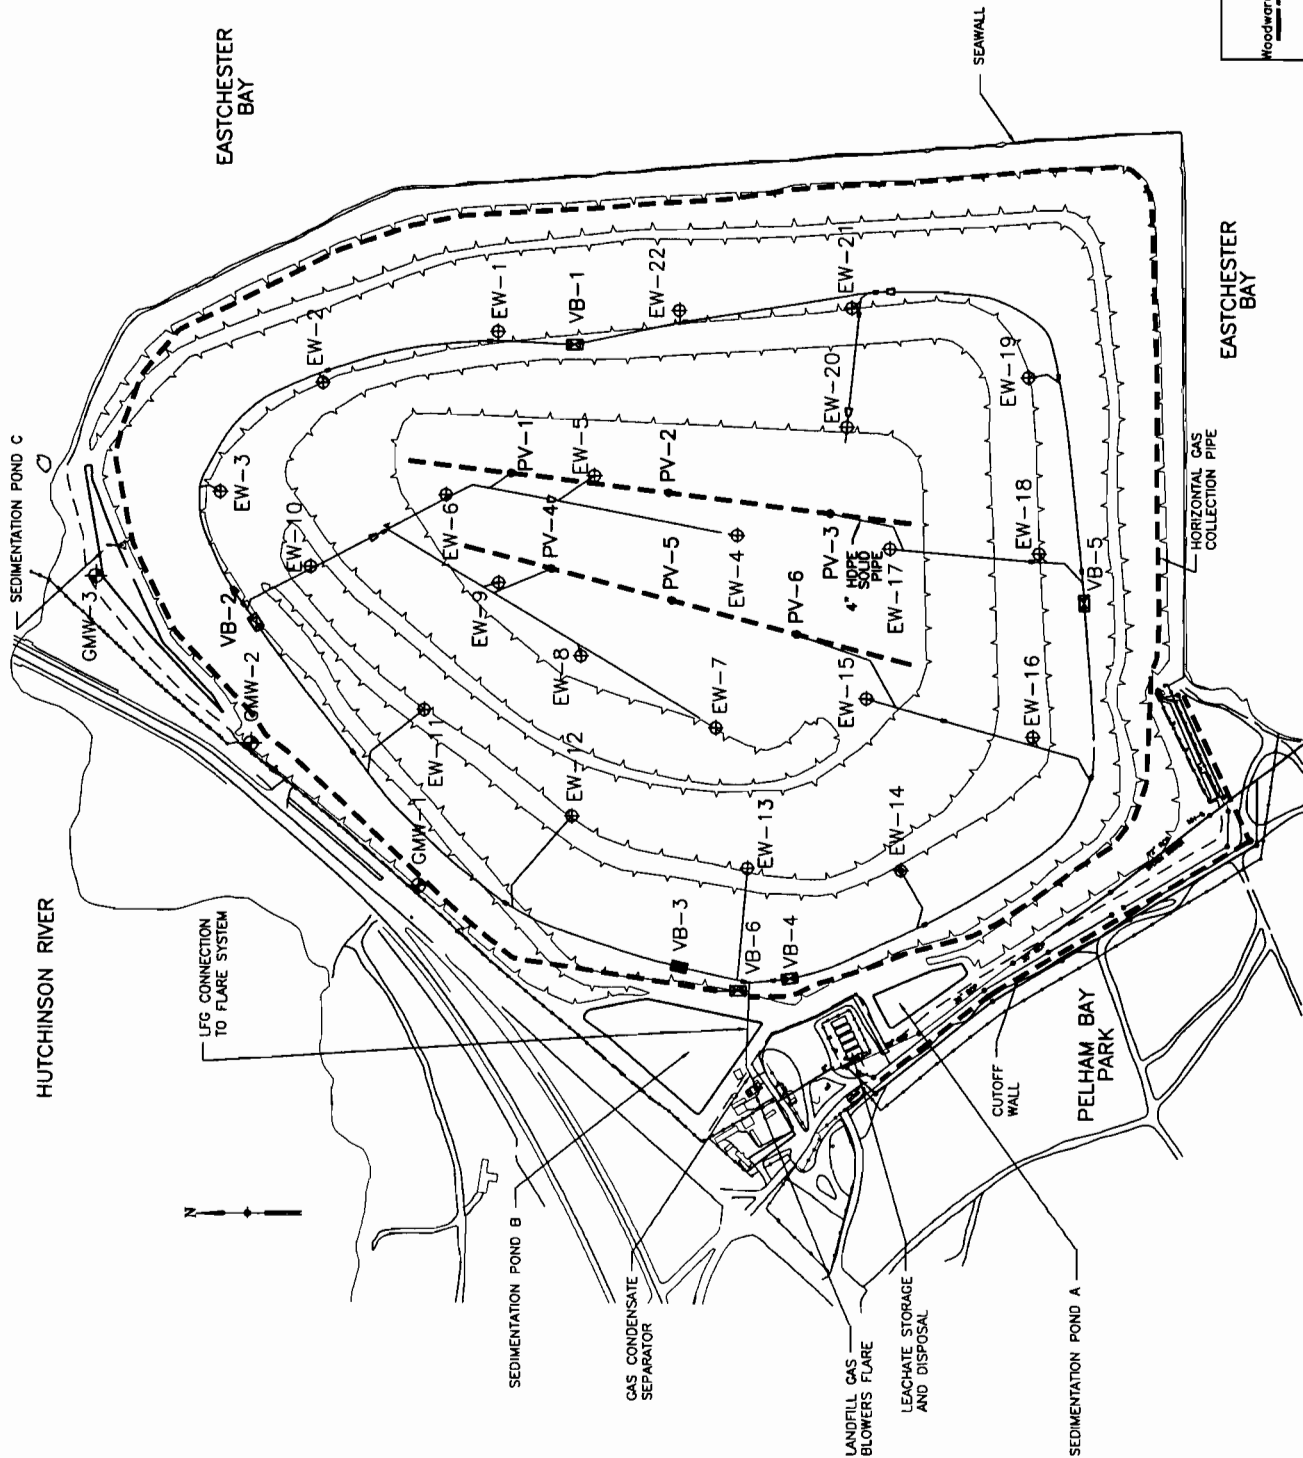 HUTCHINSON RIVER
EASTCHESTER
BAY
SEDIMENTATION POND C
GMW-3
GMW-2
GMW-1
LFG CONNECTION
TO FLARE SYSTEM
N
SEDIMENTATION POND B
GAS CONDENSATE
SEPARATOR
LANDFILL GAS
BLOWERS FLARE
LEACHATE STORAGE
AND DISPOSAL
SEDIMENTATION POND A
CUTOFF
WALL
PELHAM BAY
PARK
VB-2
VB-3
VB-6
VB-4
EW-3
EW-2
EW-1
VB-1
EW-22
EW-21
EW-20
EW-19
EW-18
EW-10
EW-6
PV-1
EW-5
PV-2
PV-4
PV-5
EW-4
PV-3
4" HDPE
SOLID
PIPE
EW-17
PV-6
EW-9
EW-8
EW-7
EW-15
EW-16
EW-11
EW-12
EW-13
EW-14
VB-5
HORIZONTAL GAS
COLLECTION PIPE
EASTCHESTER
BAY
SEAWALL
Woodward